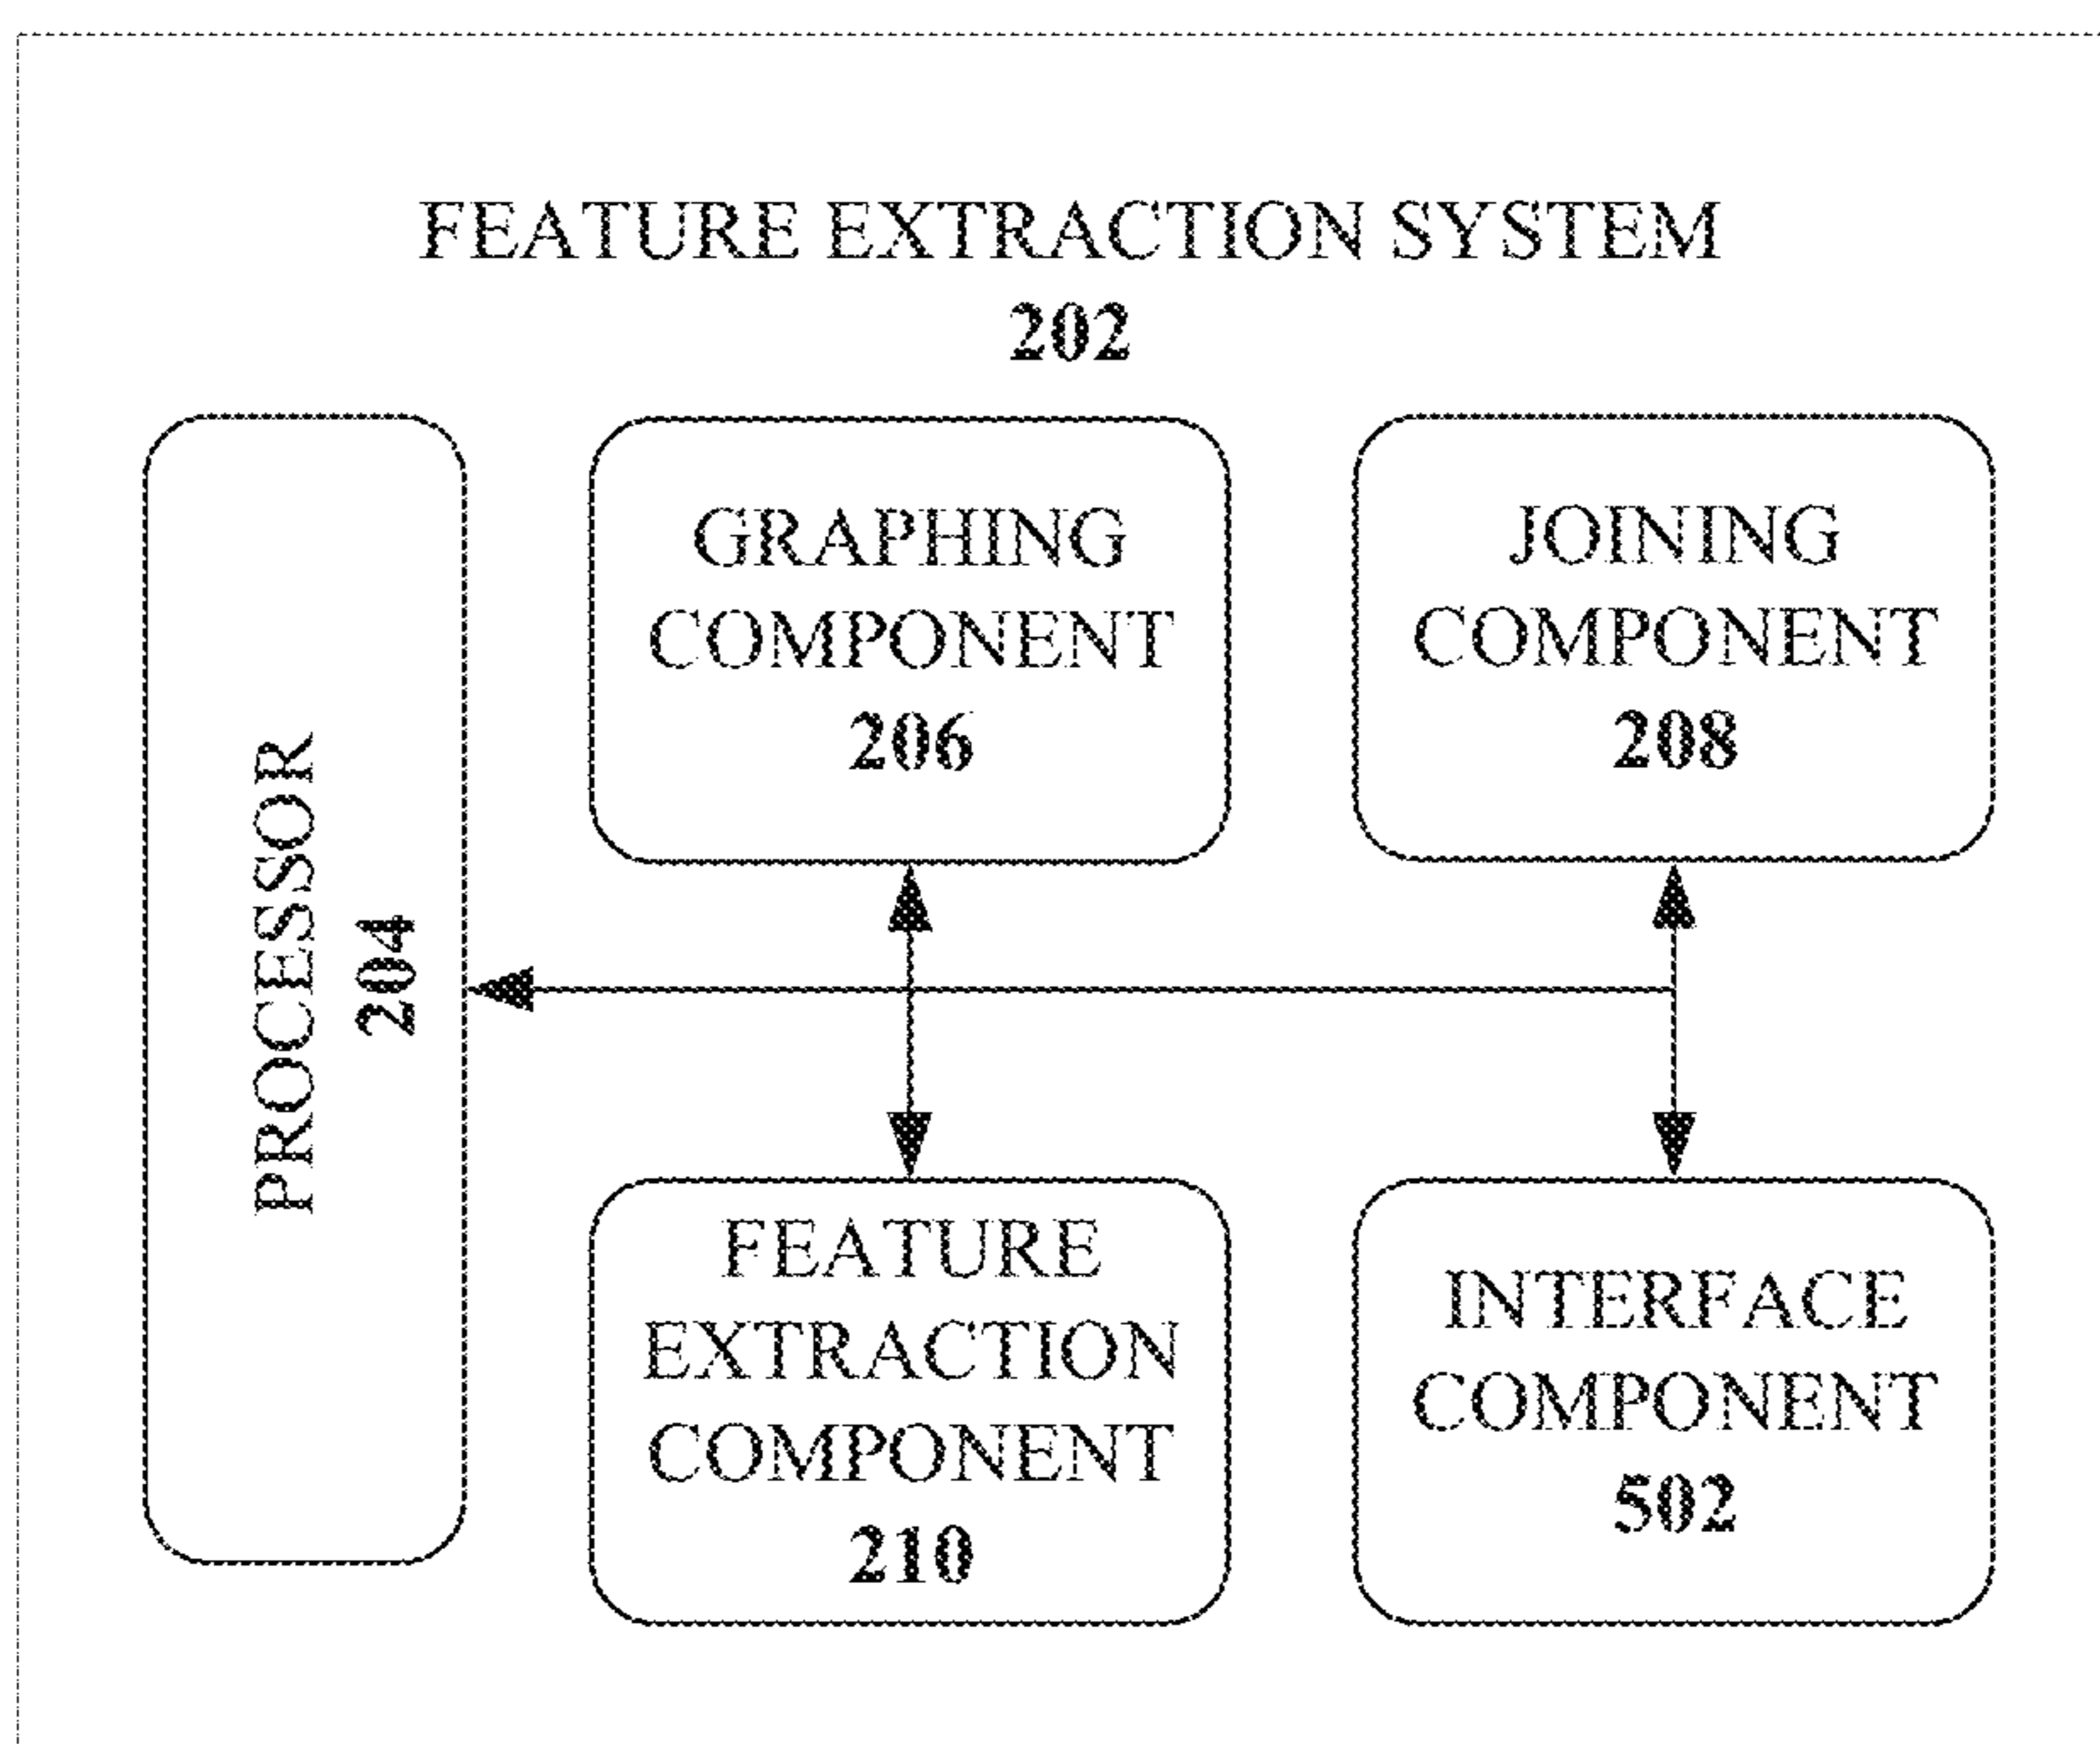 FEATURE EXTRACTION SYSTEM
202
PROCESSOR
204
GRAPHING
COMPONENT
206
JOINING
COMPONENT
208
FEATURE
EXTRACTION
COMPONENT
210
INTERFACE
COMPONENT
502